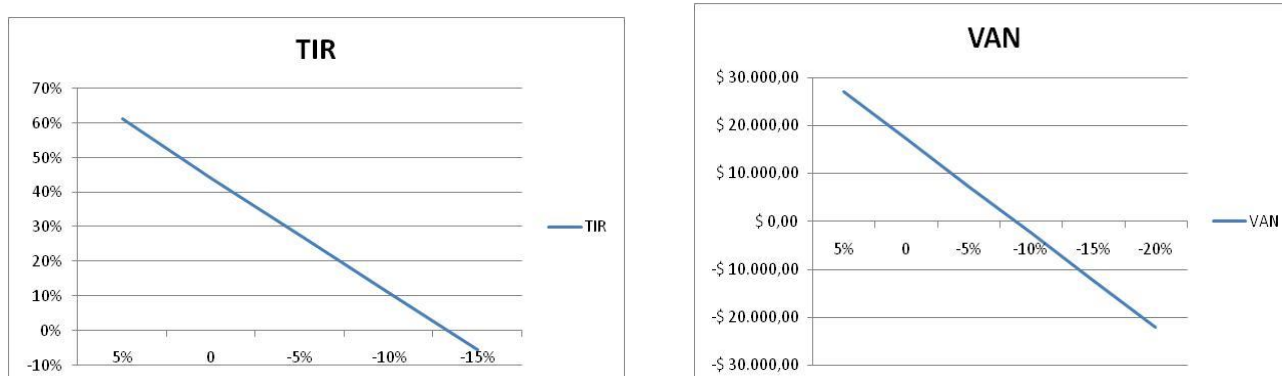 TIR
70%
60%
50%
40%
30%
20%
10%
0%
-10%
5% 0 -5% -10% -15%
TIR
VAN
$ 30.000,00
$ 20.000,00
$ 10.000,00
$ 0,00
-$ 10.000,00
-$ 20.000,00
-$ 30.000,00
5% 0 -5% -10% -15% -20%
VAN